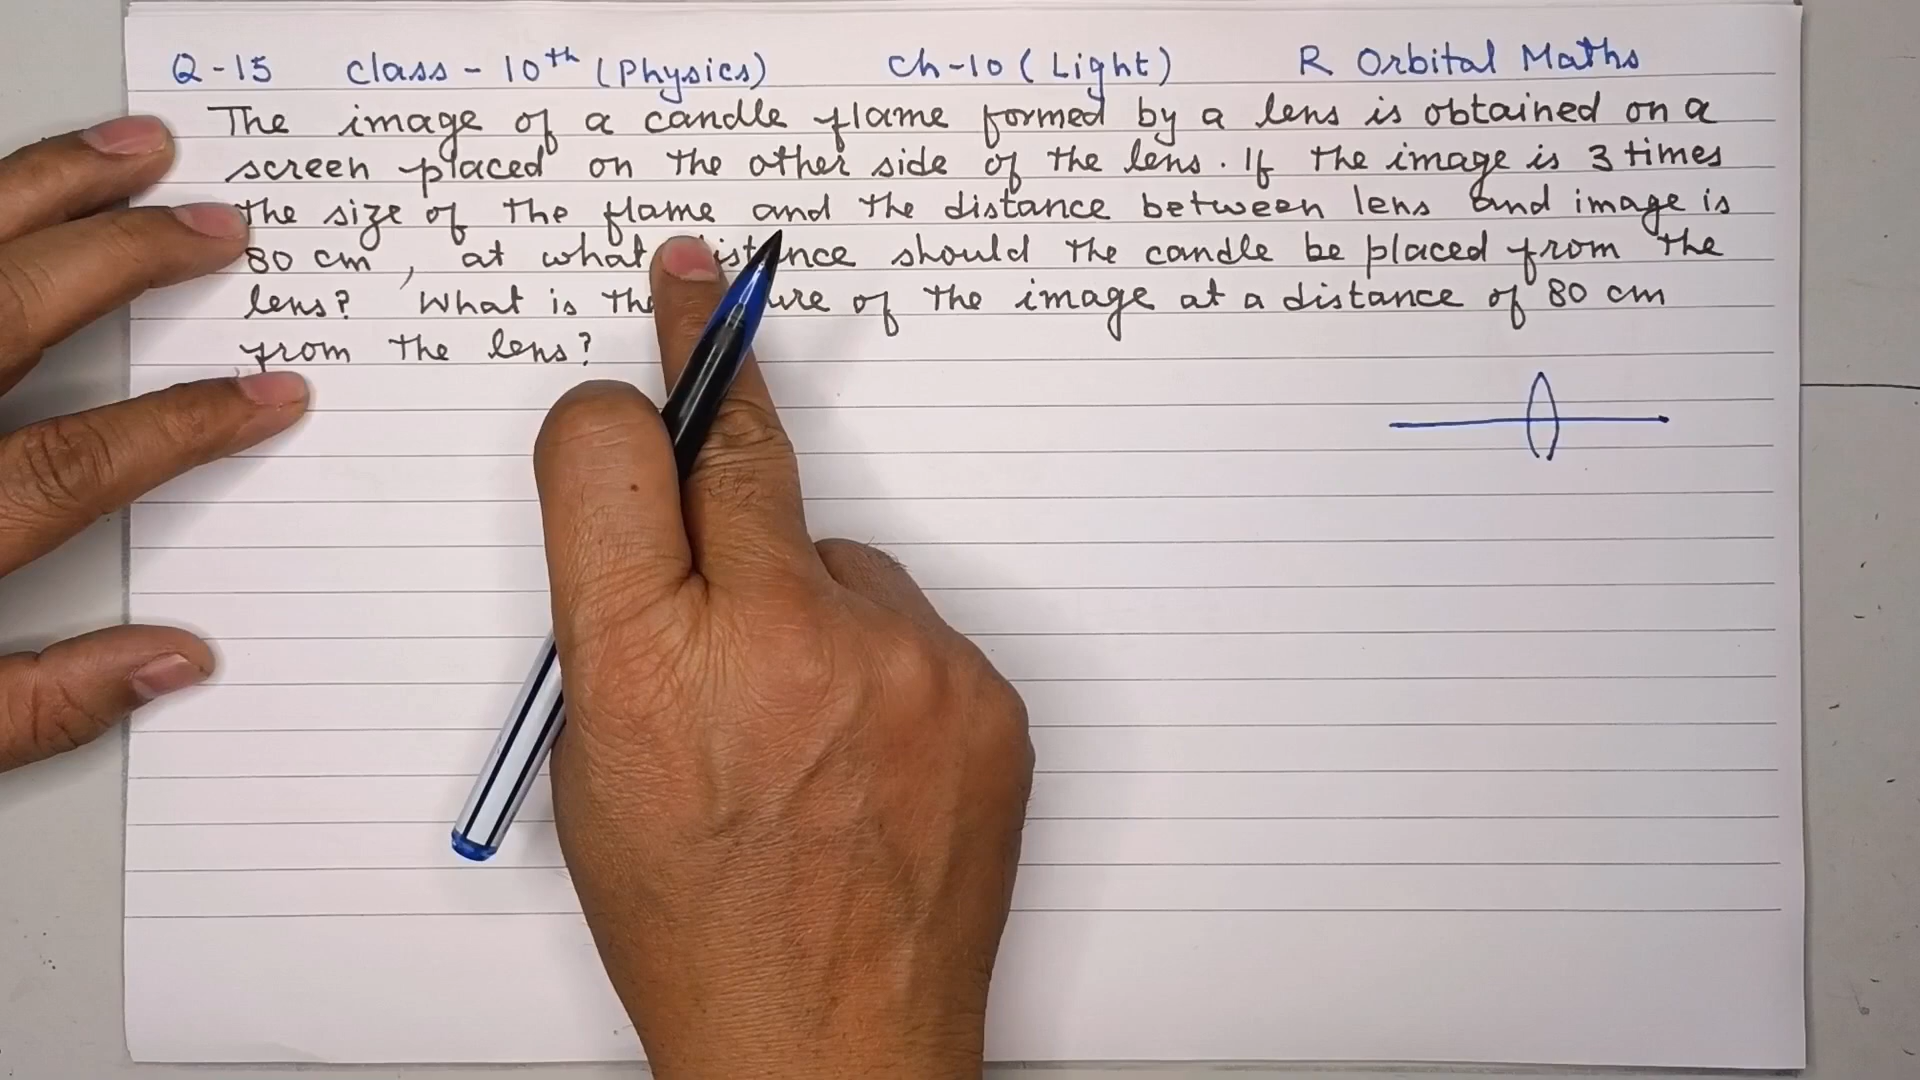 Q-15 Class - 10th (Physics) Ch-10 (Light) R Orbital Maths
The image of a candle flame formed by a lens is obtained on a
screen placed on the other side of the lens. If the image is 3 times
the size of the flame and the distance between lens and image is
80 cm, at what distance should the candle be placed from the
lens? What is the of the image at a distance of 80 cm
from the lens?